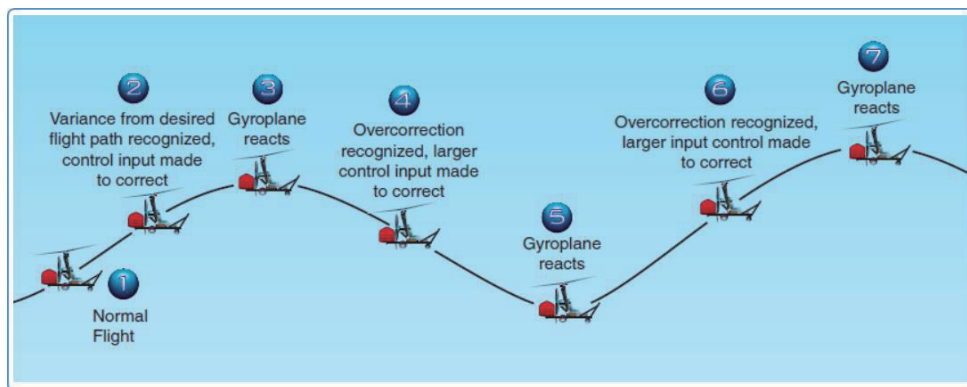 2
Variance from desired
flight path recognized,
control input made
to correct
3
Gyroplane
reacts
4
Overcorrection
recognized, larger
control input made
to correct
6
Overcorrection recognized,
larger input control made
to correct
7
Gyroplane
reacts
5
Gyroplane
reacts
1
Normal
Flight